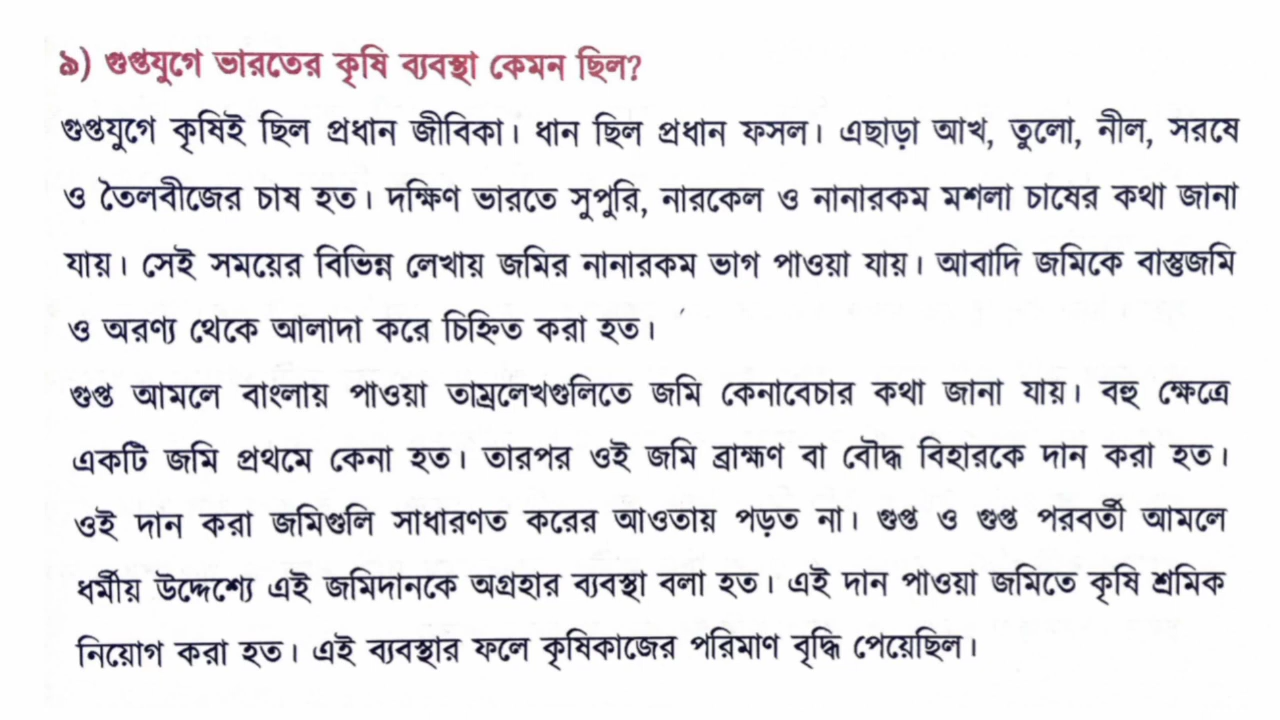 ৯) গুপ্তযুগে ভারতের কৃষি ব্যবস্থা কেমন ছিল?
গুপ্তযুগে কৃষিই ছিল প্রধান জীবিকা। ধান ছিল প্রধান ফসল। এছাড়া আখ, তুলো, নীল, সরষে
ও তৈলবীজের চাষ হত। দক্ষিণ ভারতে সুপুরি, নারকেল ও নানারকম মশলা চাষের কথা জানা
যায়। সেই সময়ের বিভিন্ন লেখায় জমির নানারকম ভাগ পাওয়া যায়। আবাদি জমিকে বাস্তুজমি
ও অরণ্য থেকে আলাদা করে চিহ্নিত করা হত।
গুপ্ত আমলে বাংলায় পাওয়া তাম্রলেখগুলিতে জমি কেনাবেচার কথা জানা যায়। বহু ক্ষেত্রে
একটি জমি প্রথমে কেনা হত। তারপর ওই জমি ব্রাহ্মণ বা বৌদ্ধ বিহারকে দান করা হত।
ওই দান করা জমিগুলি সাধারণত করের আওতায় পড়ত না। গুপ্ত ও গুপ্ত পরবর্তী আমলে
ধর্মীয় উদ্দেশ্যে এই জমিদানকে অগ্রহার ব্যবস্থা বলা হত। এই দান পাওয়া জমিতে কৃষি শ্রমিক
নিয়োগ করা হত। এই ব্যবস্থার ফলে কৃষিকাজের পরিমাণ বৃদ্ধি পেয়েছিল।